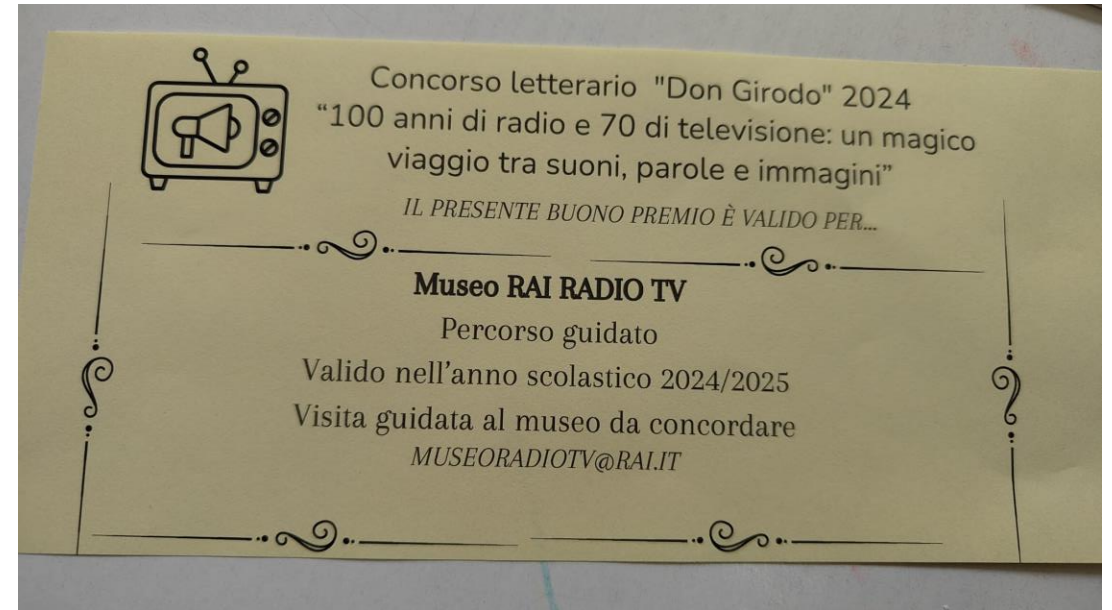 Concorso letterario "Don Girodo" 2024
“100 anni di radio e 70 di televisione: un magico
viaggio tra suoni, parole e immagini”
IL PRESENTE BUONO PREMIO È VALIDO PER...
Museo RAI RADIO TV
Percorso guidato
Valido nell’anno scolastico 2024/2025
Visita guidata al museo da concordare
MUSEORADIOTV@RAI.IT